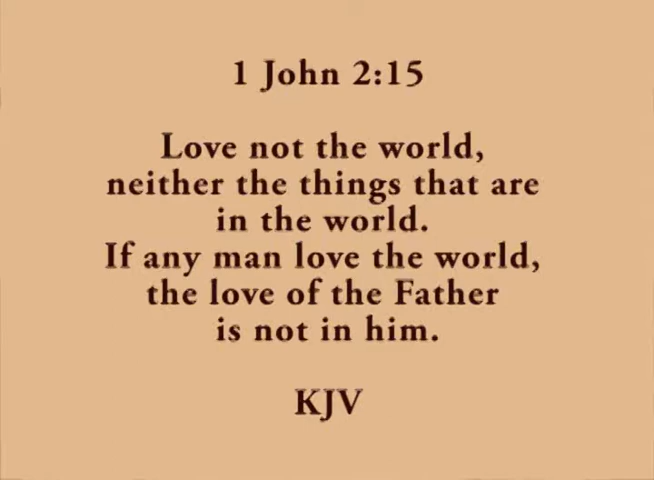 1 John 2:15
Love not the world,
neither the things that are
in the world.
If any man love the world,
the love of the Father
is not in him.
KJV